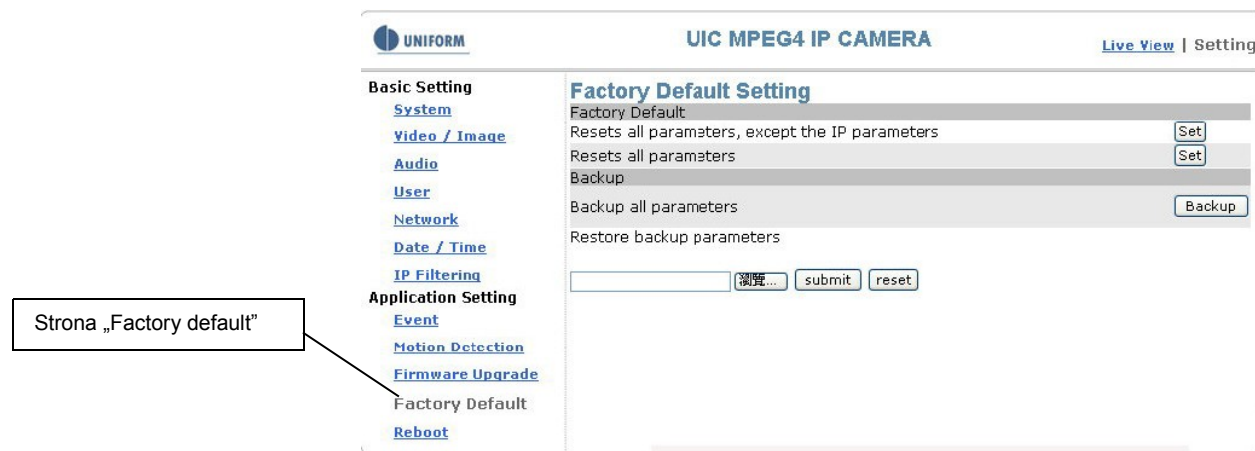 UNIFORM
UIC MPEG4 IP CAMERA
Live View | Setting
Basic Setting
System
Video / Image
Audio
User
Network
Date / Time
IP Filtering
Application Setting
Event
Motion Detection
Firmware Upgrade
Factory Default
Reboot
Factory Default Setting
Factory Default
Resets all parameters, except the IP parameters Set
Resets all parameters Set
Backup
Backup all parameters Backup
Restore backup parameters
瀏覽... submit reset
Strona „Factory default”